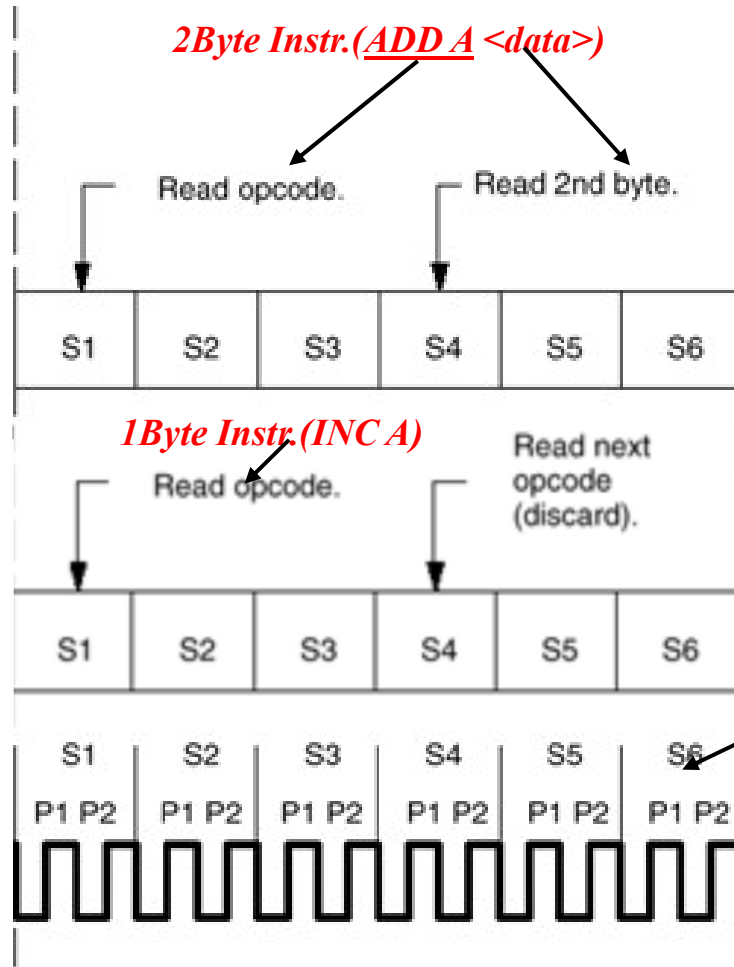 2Byte Instr.(ADD A <data>)
Read opcode. Read 2nd byte.
S1 S2 S3 S4 S5 S6
1Byte Instr.(INC A)
Read opcode.
Read next
opcode
(discard).
S1 S2 S3 S4 S5 S6
S1 S2 S3 S4 S5 S6
P1 P2 P1 P2 P1 P2 P1 P2 P1 P2 P1 P2